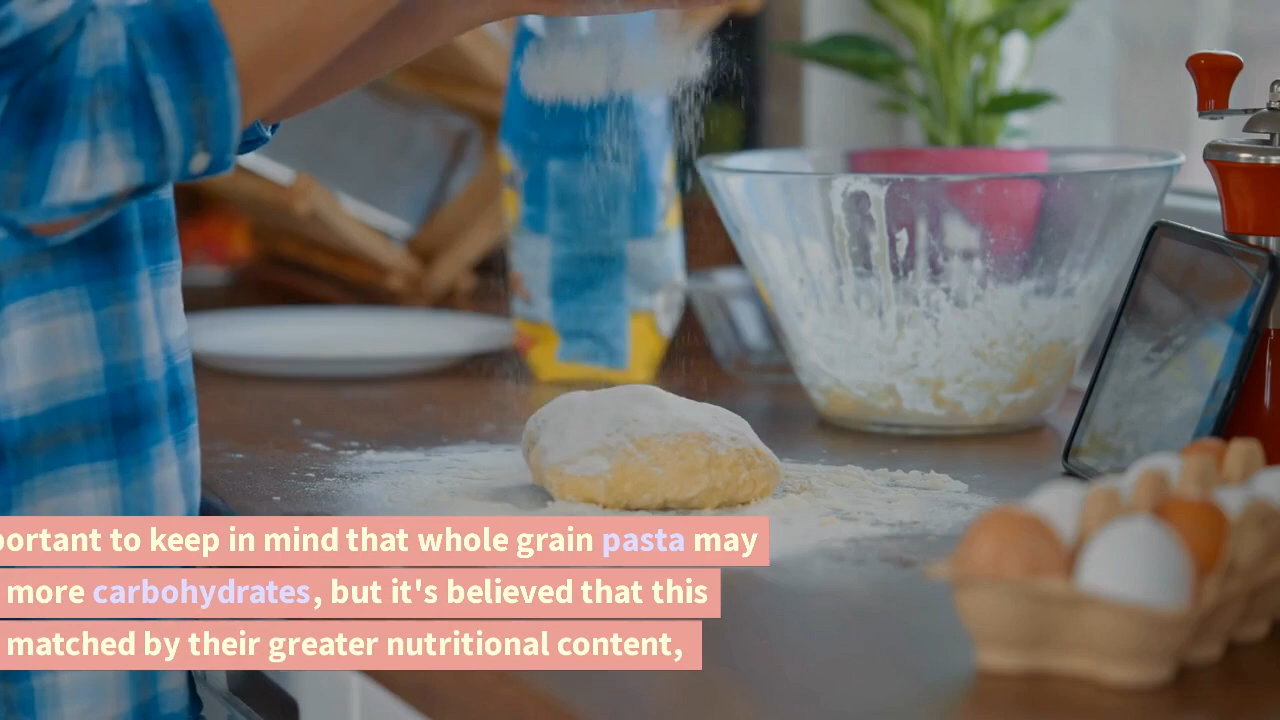 portant to keep in mind that whole grain pasta may
more carbohydrates, but it's believed that this
matched by their greater nutritional content,